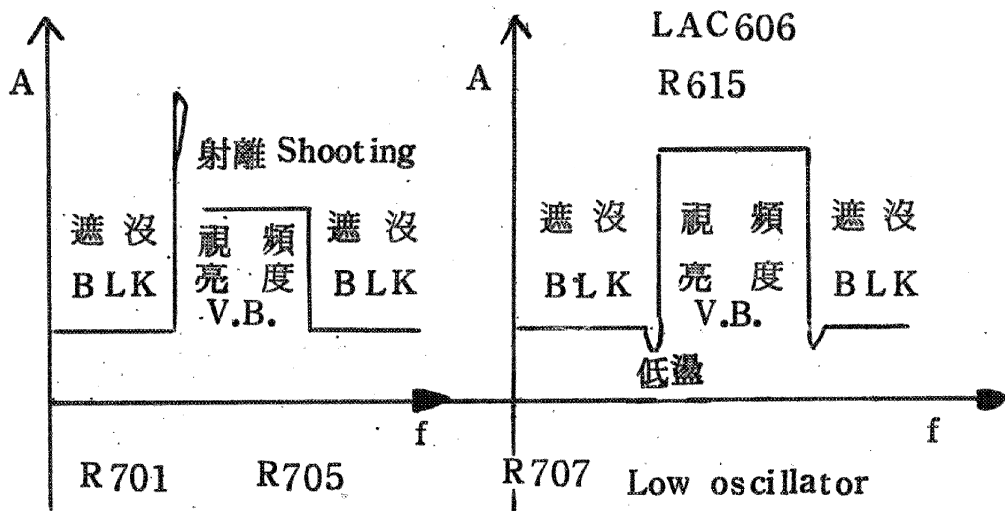 A
射離 Shooting
遮沒
BLK
視頻
亮度
V.B.
遮沒
BLK
f
R701
R705
LAC606
R615
A
遮沒
BLK
視頻
亮度
V.B.
遮沒
BLK
低盪
f
R707
Low oscillator